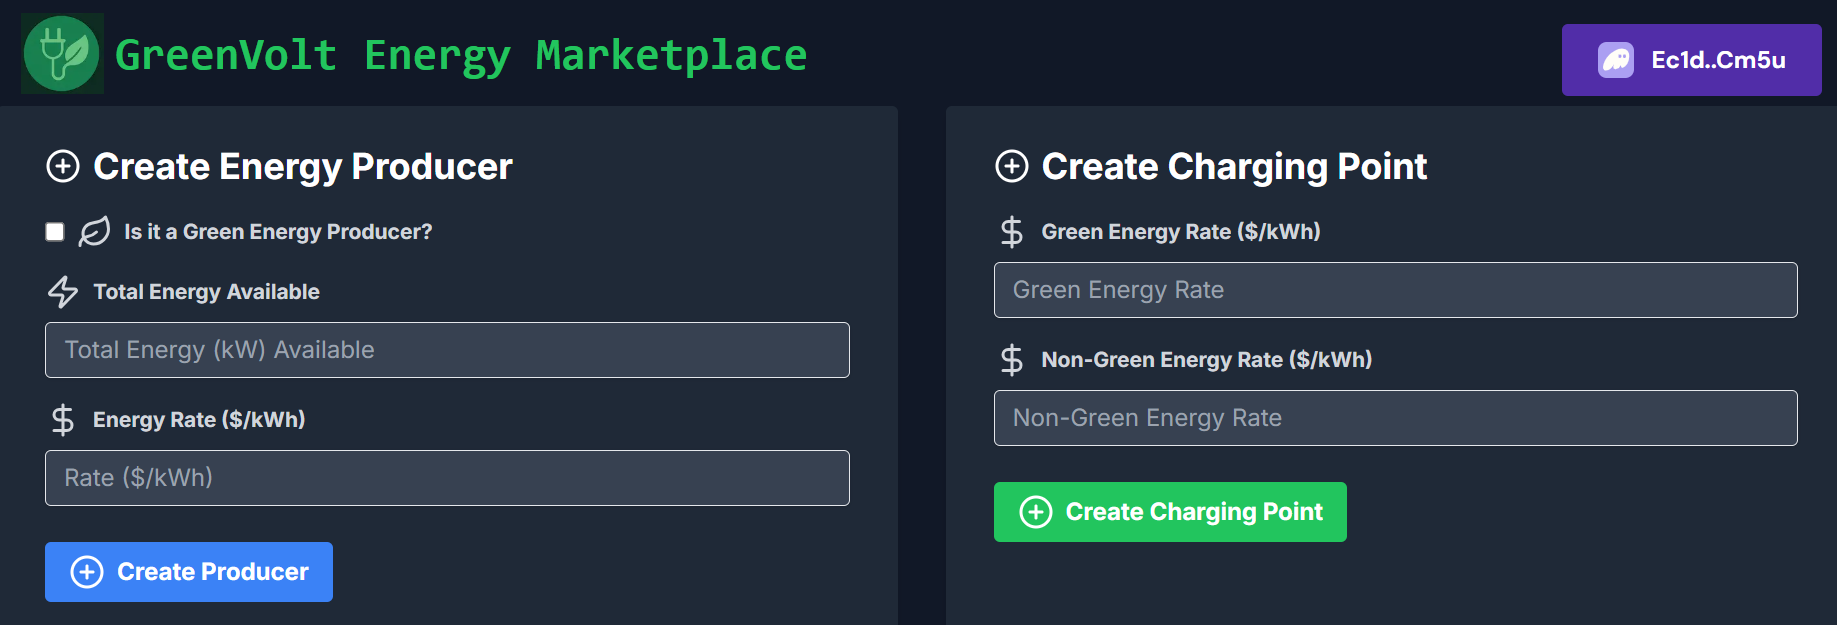 GreenVolt Energy Marketplace
Ec1d..Cm5u
Create Energy Producer
Is it a Green Energy Producer?
Total Energy Available
Total Energy (kW) Available
Energy Rate ($/kWh)
Rate ($/kWh)
Create Producer
Create Charging Point
Green Energy Rate ($/kWh)
Green Energy Rate
Non-Green Energy Rate ($/kWh)
Non-Green Energy Rate
Create Charging Point